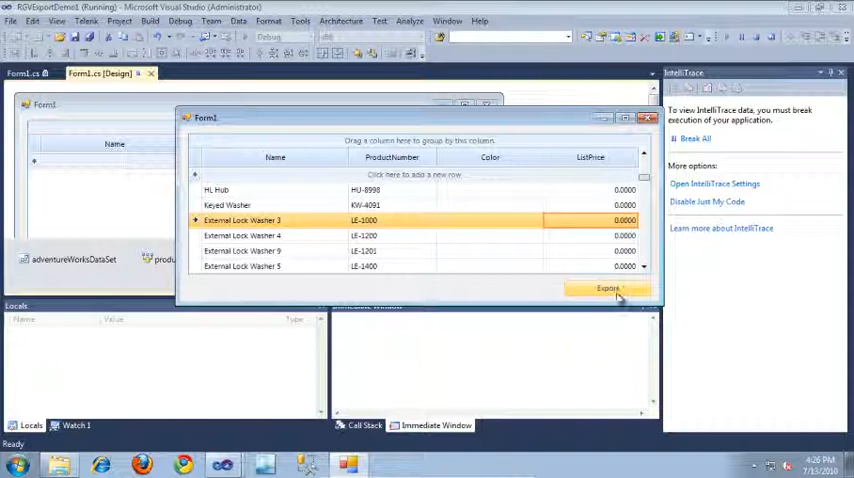 RGVExportDemo1 (Running) - Microsoft Visual Studio (Administrator)
File Edit View Telerik Project Build Debug Team Data Format Tools Architecture Test Analyze Window Help
Debug x86
Form1.cs Form1.cs [Design]
Form1
Name
adventureWorksDataSet produ
Form1
Drag a column here to group by this column.
Name ProductNumber Color ListPrice
Click here to add a new row
HL Hub HU-8998 0.0000
Keyed Washer KW-4091 0.0000
External Lock Washer 3 LE-1000 0.0000
External Lock Washer 4 LE-1200 0.0000
External Lock Washer 9 LE-1201 0.0000
External Lock Washer 5 LE-1400 0.0000
Export
IntelliTrace
To view IntelliTrace data, you must break
execution of your application.
Break All
More options:
Open IntelliTrace Settings
Disable Just My Code
Learn more about IntelliTrace
Locals
Name Value Type
Immediate Window
Locals Watch 1
Call Stack Immediate Window
Ready
4:26 PM
7/13/2010